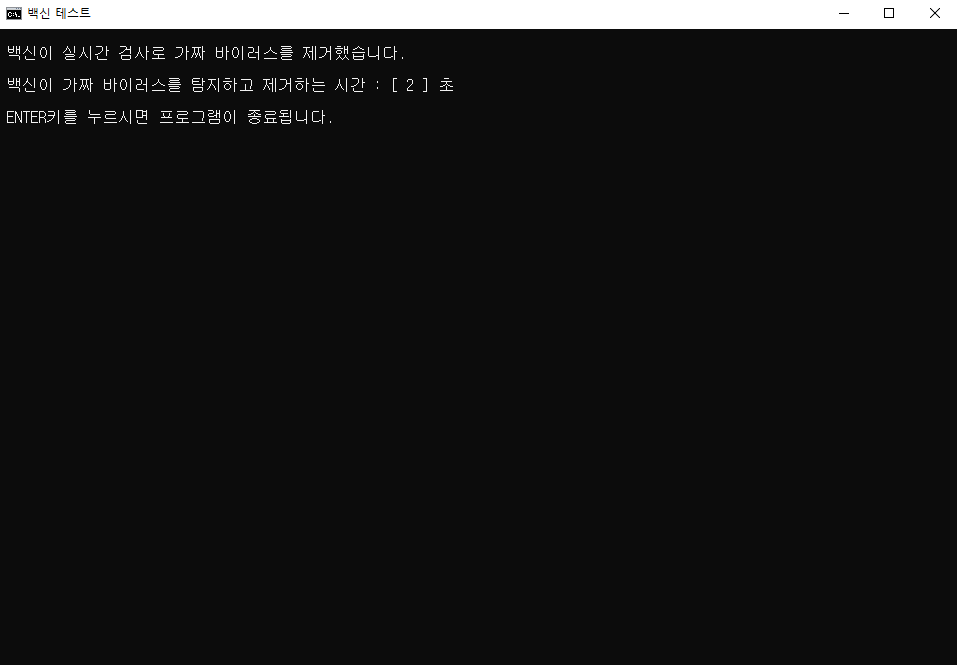 백신 테스트
백신이 실시간 검사로 가짜 바이러스를 제거했습니다.
백신이 가짜 바이러스를 탐지하고 제거하는 시간 : [ 2 ] 초
ENTER키를 누르시면 프로그램이 종료됩니다.